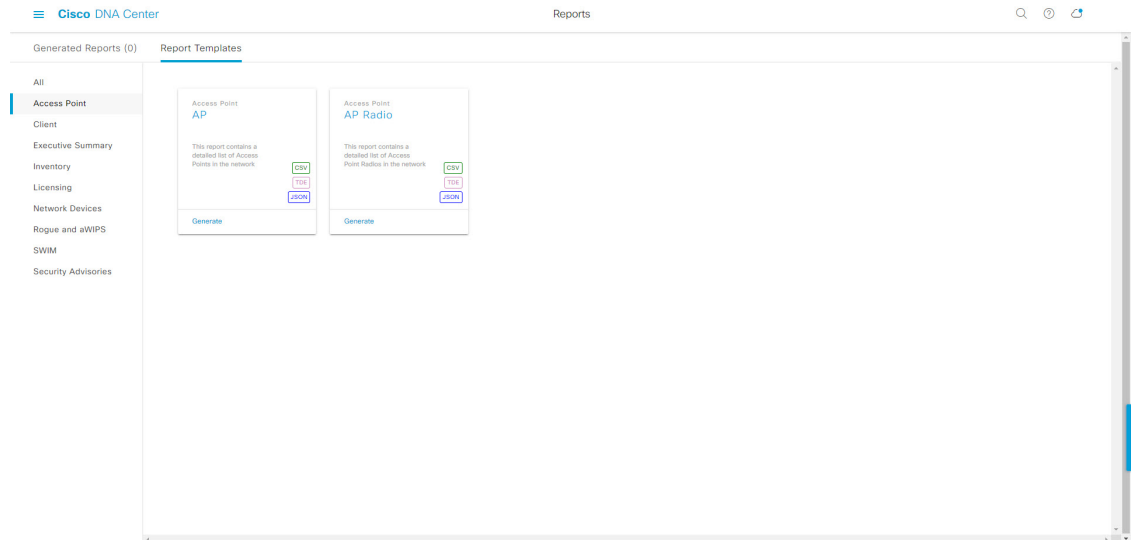 Cisco DNA Center
Reports
Generated Reports (0)
Report Templates
All
Access Point
Client
Executive Summary
Inventory
Licensing
Network Devices
Rogue and aWIPS
SWIM
Security Advisories
Access Point
AP
This report contains a
detailed list of Access
Points in the network
CSV
TDE
JSON
Generate
Access Point
AP Radio
This report contains a
detailed list of Access
Point Radios in the network
CSV
TDE
JSON
Generate